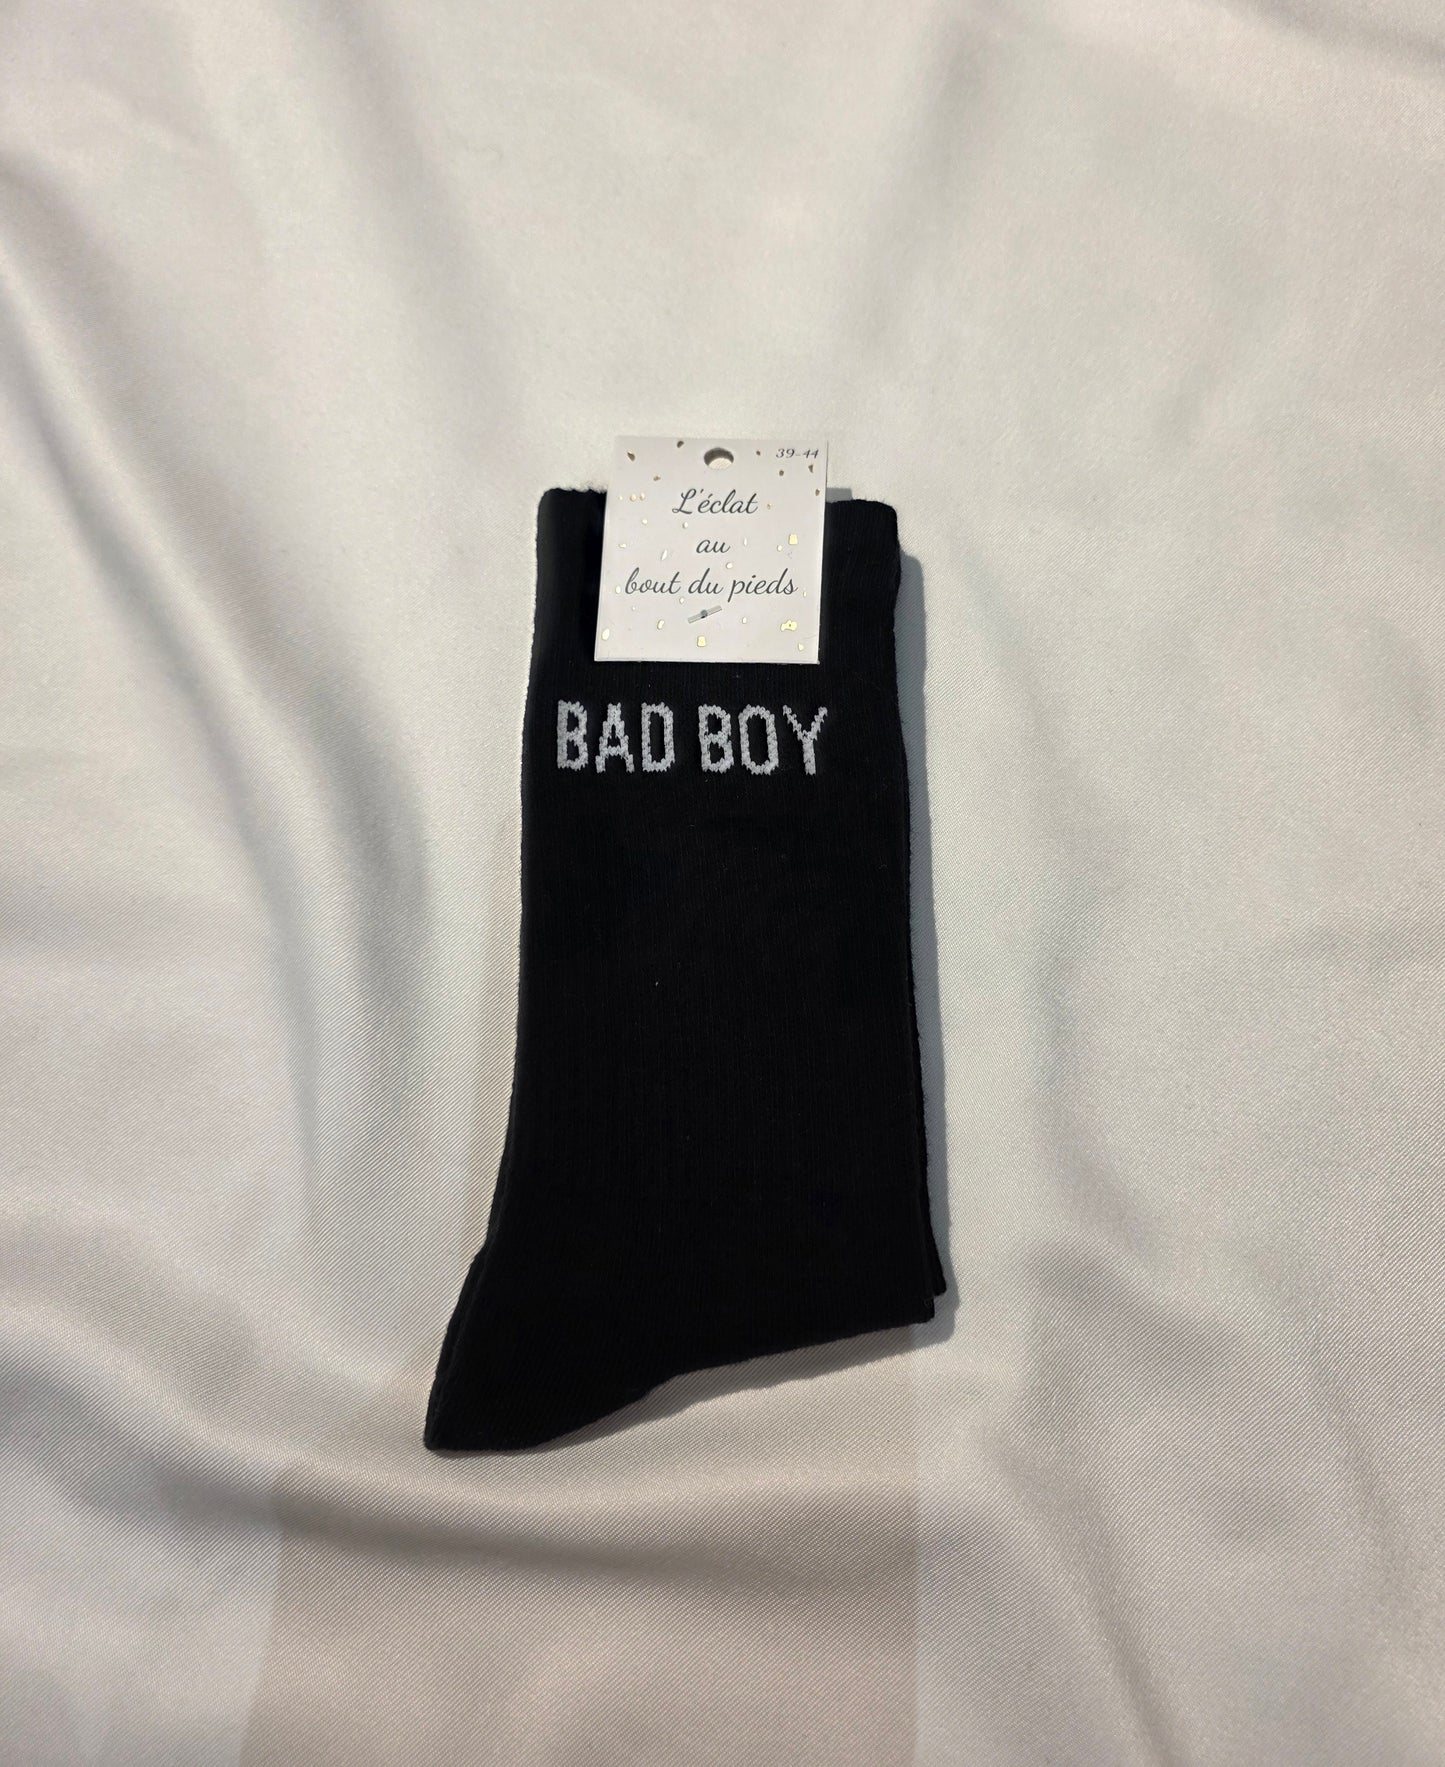 39-44
L'éclat
au
bout du pieds
BAD BOY